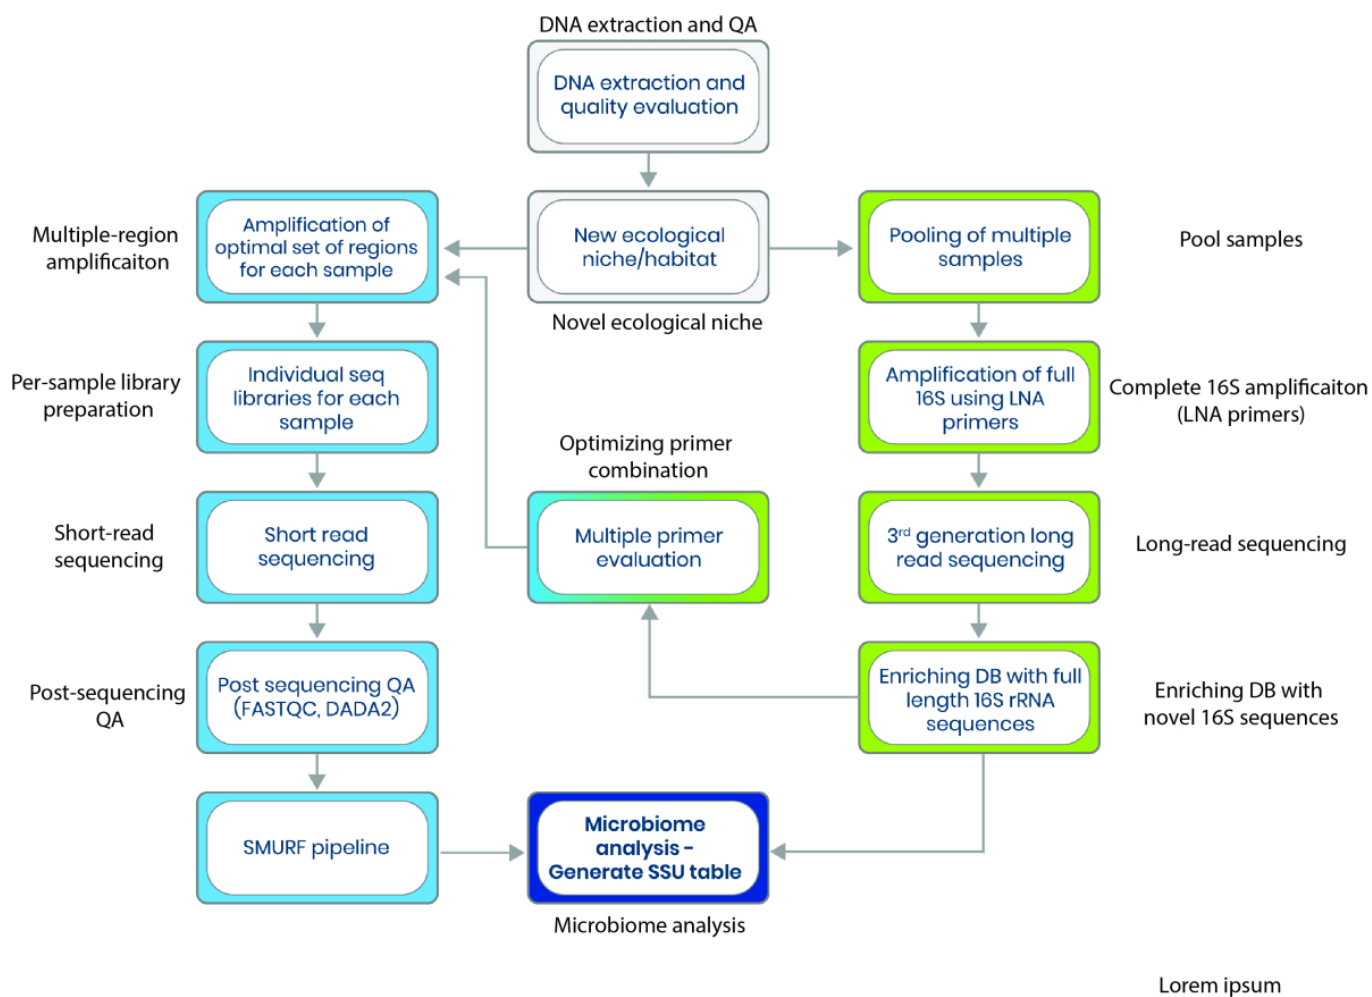 DNA extraction and QA
DNA extraction and
quality evaluation
Multiple-region
amplificaiton
Amplification of
optimal set of regions
for each sample
New ecological
niche/habitat
Novel ecological niche
Pooling of multiple
samples
Pool samples
Per-sample library
preparation
Individual seq
libraries for each
sample
Amplification of full
16S using LNA
primers
Complete 16S amplificaiton
(LNA primers)
Optimizing primer
combination
Short-read
sequencing
Short read
sequencing
Multiple primer
evaluation
3rd generation long
read sequencing
Long-read sequencing
Post-sequencing
QA
Post sequencing QA
(FASTQC, DADA2)
Enriching DB with full
length 16S rRNA
sequences
Enriching DB with
novel 16S sequences
SMURF pipeline
Microbiome
analysis -
Generate SSU table
Microbiome analysis
Lorem ipsum